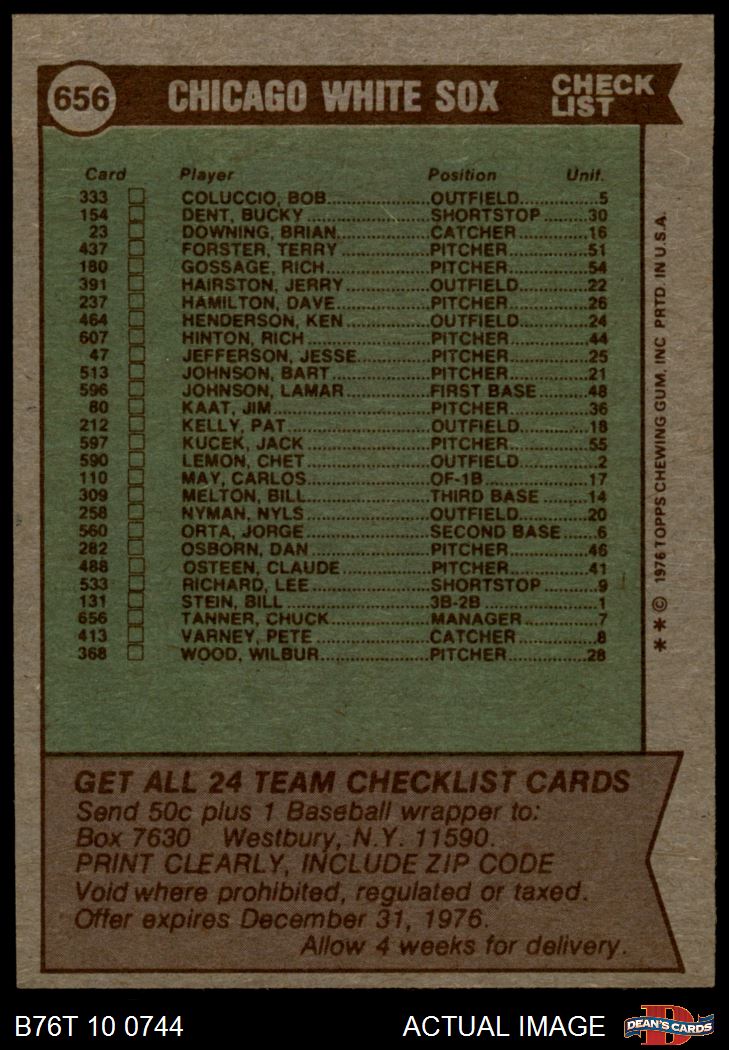 656 CHICAGO WHITE SOX CHECK LIST
Card Player Position Unif.
333 COLUCCIO, BOB OUTFIELD 5
154 DENT, BUCKY SHORTSTOP 30
23 DOWNING, BRIAN CATCHER 16
437 FORSTER, TERRY PITCHER 51
180 GOSSAGE, RICH PITCHER 54
391 HAIRSTON, JERRY OUTFIELD 22
237 HAMILTON, DAVE PITCHER 26
464 HENDERSON, KEN OUTFIELD 24
607 HINTON, RICH PITCHER 44
47 JEFFERSON, JESSE PITCHER 25
513 JOHNSON, BART PITCHER 21
596 JOHNSON, LAMAR FIRST BASE 48
80 KAAT, JIM PITCHER 36
212 KELLY, PAT OUTFIELD 18
597 KUCEK, JACK PITCHER 55
590 LEMON, CHET OUTFIELD 2
110 MAY, CARLOS OF-1B 17
309 MELTON, BILL THIRD BASE 14
258 NYMAN, NYLS OUTFIELD 20
560 ORTA, JORGE SECOND BASE 6
282 OSBORN, DAN PITCHER 46
488 OSTEEN, CLAUDE PITCHER 41
533 RICHARD, LEE SHORTSTOP 9
131 STEIN, BILL 3B-2B 1
656 TANNER, CHUCK MANAGER 7
413 VARNEY, PETE CATCHER 8
368 WOOD, WILBUR PITCHER 28
* * © 1976 TOPPS CHEWING GUM, INC PRTD. IN U.S.A.
GET ALL 24 TEAM CHECKLIST CARDS
Send 50c plus 1 Baseball wrapper to:
Box 7630 Westbury, N.Y. 11590.
PRINT CLEARLY, INCLUDE ZIP CODE
Void where prohibited, regulated or taxed.
Offer expires December 31, 1976.
Allow 4 weeks for delivery.
B76T 10 0744 ACTUAL IMAGE
D
DEAN'S CARDS